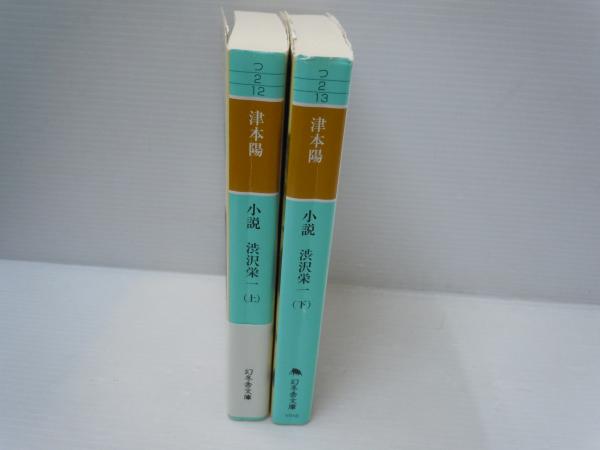 つ
2
12
津本陽
小説 渋沢栄一(上)
幻冬舎文庫
つ
2
13
津本陽
小説 渋沢栄一(下)
幻冬舎文庫